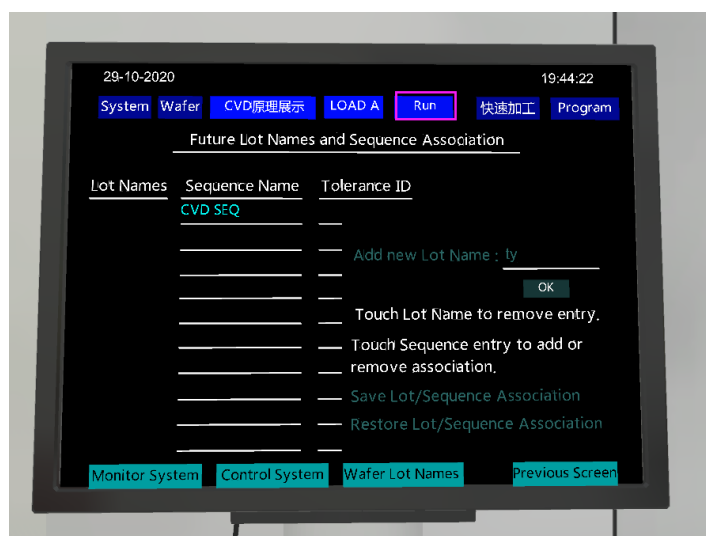 29-10-2020 19:44:22
System Wafer CVD原理展示 LOAD A Run 快速加工 Program
Future Lot Names and Sequence Association
Lot Names Sequence Name Tolerance ID
CVD SEQ
Add new Lot Name : ty
OK
Touch Lot Name to remove entry.
Touch Sequence entry to add or
remove association.
Save Lot/Sequence Association
Restore Lot/Sequence Association
Monitor System Control System Wafer Lot Names Previous Screen